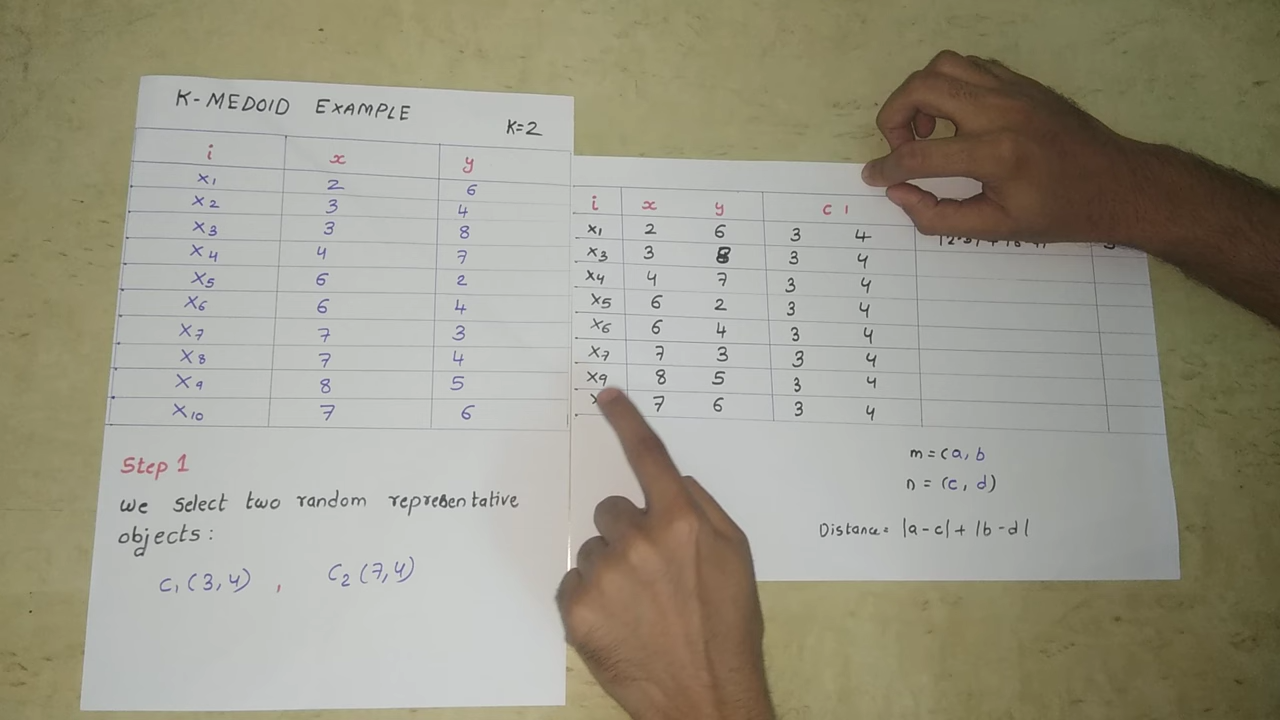 K-MEDOID EXAMPLE
K=2
i x y
x1 2 6
x2 3 4
x3 3 8
x4 4 7
x5 6 2
x6 6 4
x7 7 3
x8 7 4
x9 8 5
x10 7 6
Step 1
we select two random representative
objects:
C1(3,4) , C2(7,4)
i x y C1
x1 2 6 3 4
x3 3 8 3 4
x4 4 7 3 4
x5 6 2 3 4
x6 6 4 3 4
x7 7 3 3 4
x9 8 5 3 4
7 6 3 4
m=(a,b
n=(c,d)
Distance= |a-c|+|b-d|